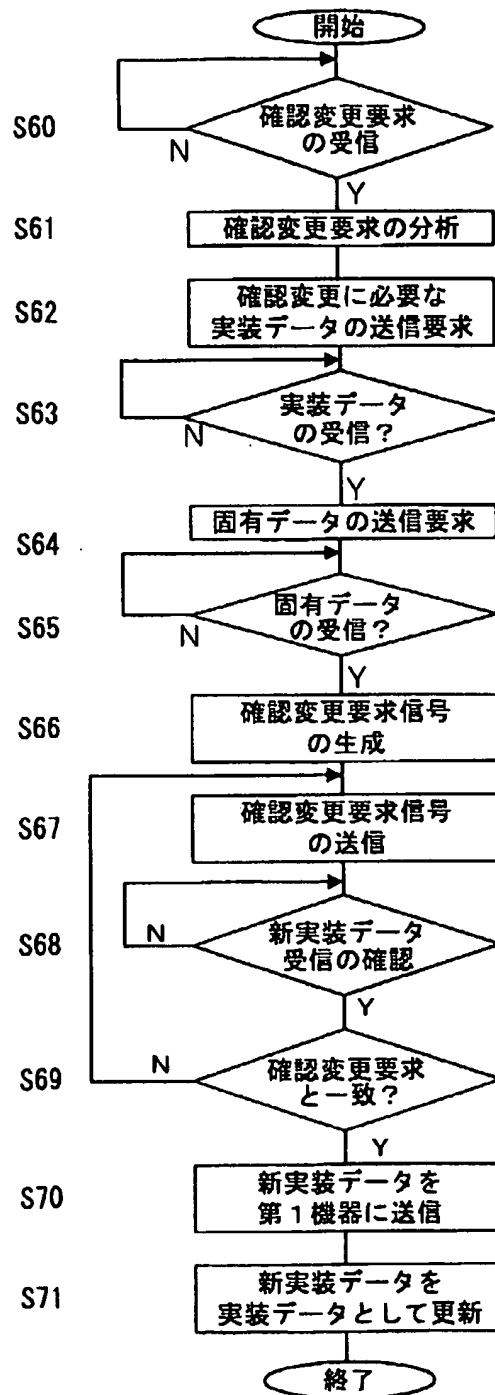 開始
S60
確認変更要求
の受信
N
Y
S61
確認変更要求の分析
S62
確認変更に必要な
実装データの送信要求
S63
実装データ
の受信?
N
Y
S64
固有データの送信要求
S65
固有データ
の受信?
N
Y
S66
確認変更要求信号
の生成
S67
確認変更要求信号
の送信
S68
N
新実装データ
受信の確認
Y
S69
N
確認変更要求
と一致?
Y
S70
新実装データを
第1機器に送信
S71
新実装データを
実装データとして更新
終了